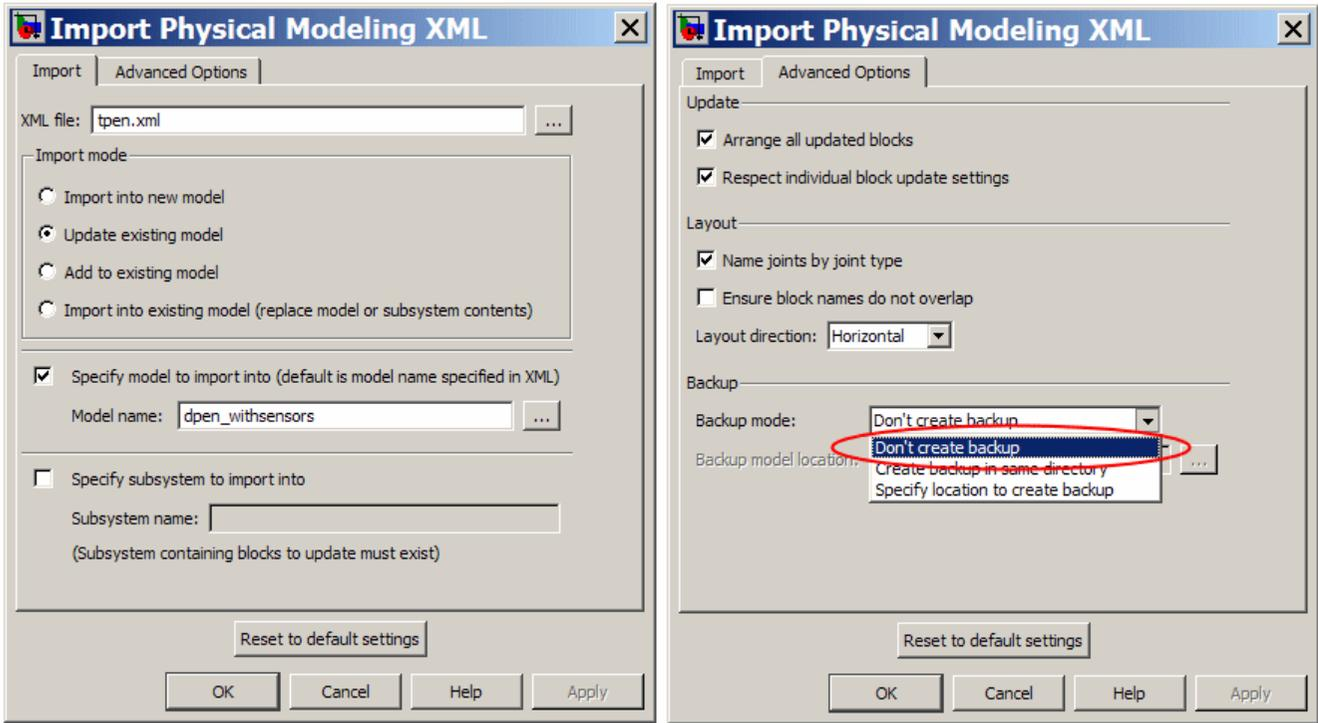 Import Physical Modeling XML
Import
Advanced Options
XML file:
tpen.xml
...
Import mode
Import into new model
Update existing model
Add to existing model
Import into existing model (replace model or subsystem contents)
Specify model to import into (default is model name specified in XML)
Model name:
dpen_withsensors
...
Specify subsystem to import into
Subsystem name:
(Subsystem containing blocks to update must exist)
Reset to default settings
OK
Cancel
Help
Apply
Import Physical Modeling XML
Import
Advanced Options
Update
Arrange all updated blocks
Respect individual block update settings
Layout
Name joints by joint type
Ensure block names do not overlap
Layout direction:
Horizontal
Backup
Backup mode:
Don't create backup
Don't create backup
Backup model location:
...
Create backup in same directory
Specify location to create backup
Reset to default settings
OK
Cancel
Help
Apply